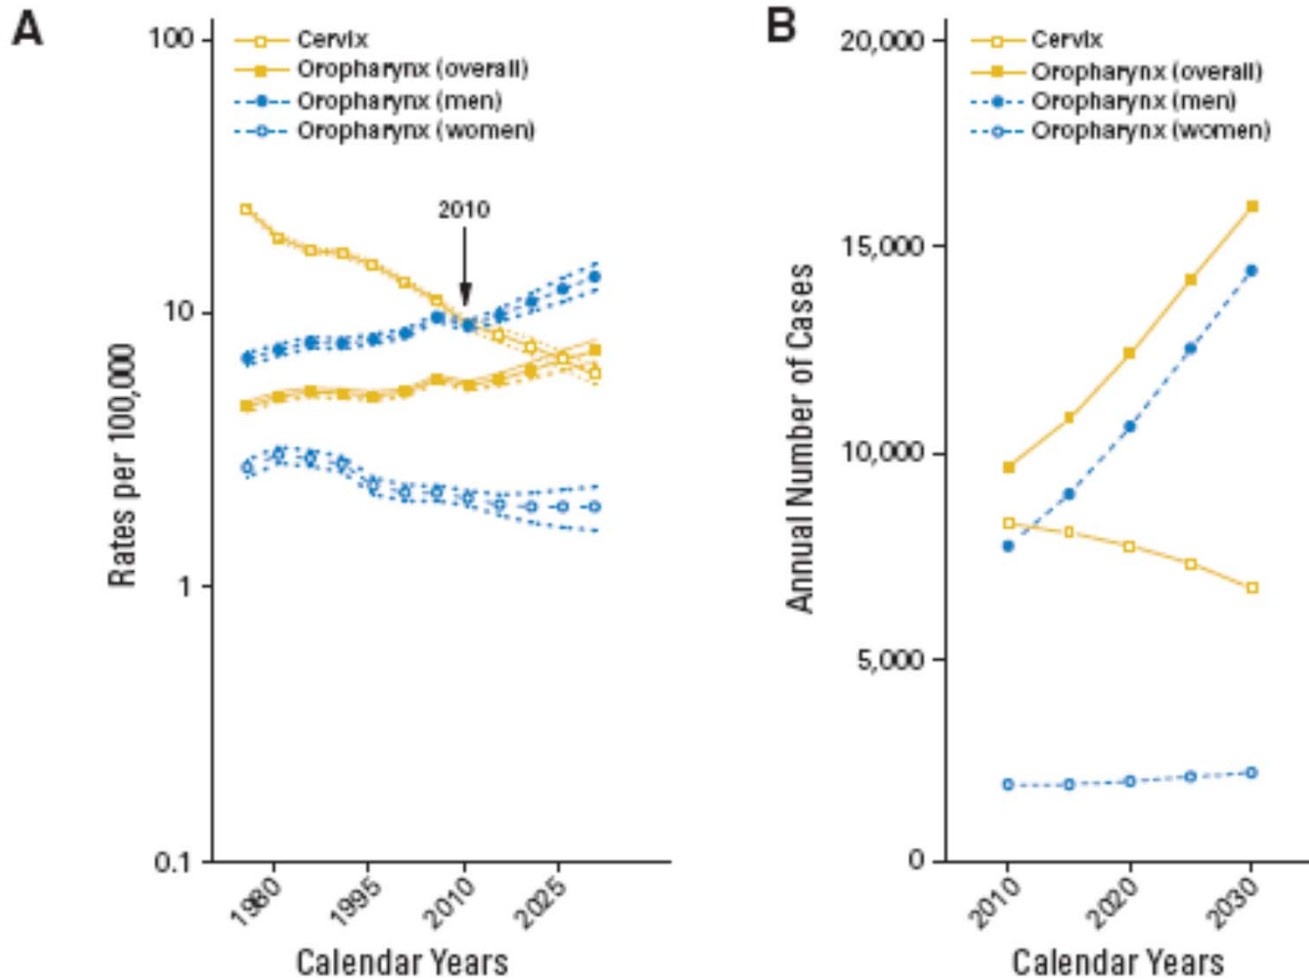 A
100
Cervix
Oropharynx (overall)
Oropharynx (men)
Oropharynx (women)
2010
10
1
0.1
Rates per 100,000
1980
1995
2010
2025
Calendar Years
B
20,000
Cervix
Oropharynx (overall)
Oropharynx (men)
Oropharynx (women)
15,000
10,000
5,000
0
Annual Number of Cases
2010
2020
2030
Calendar Years